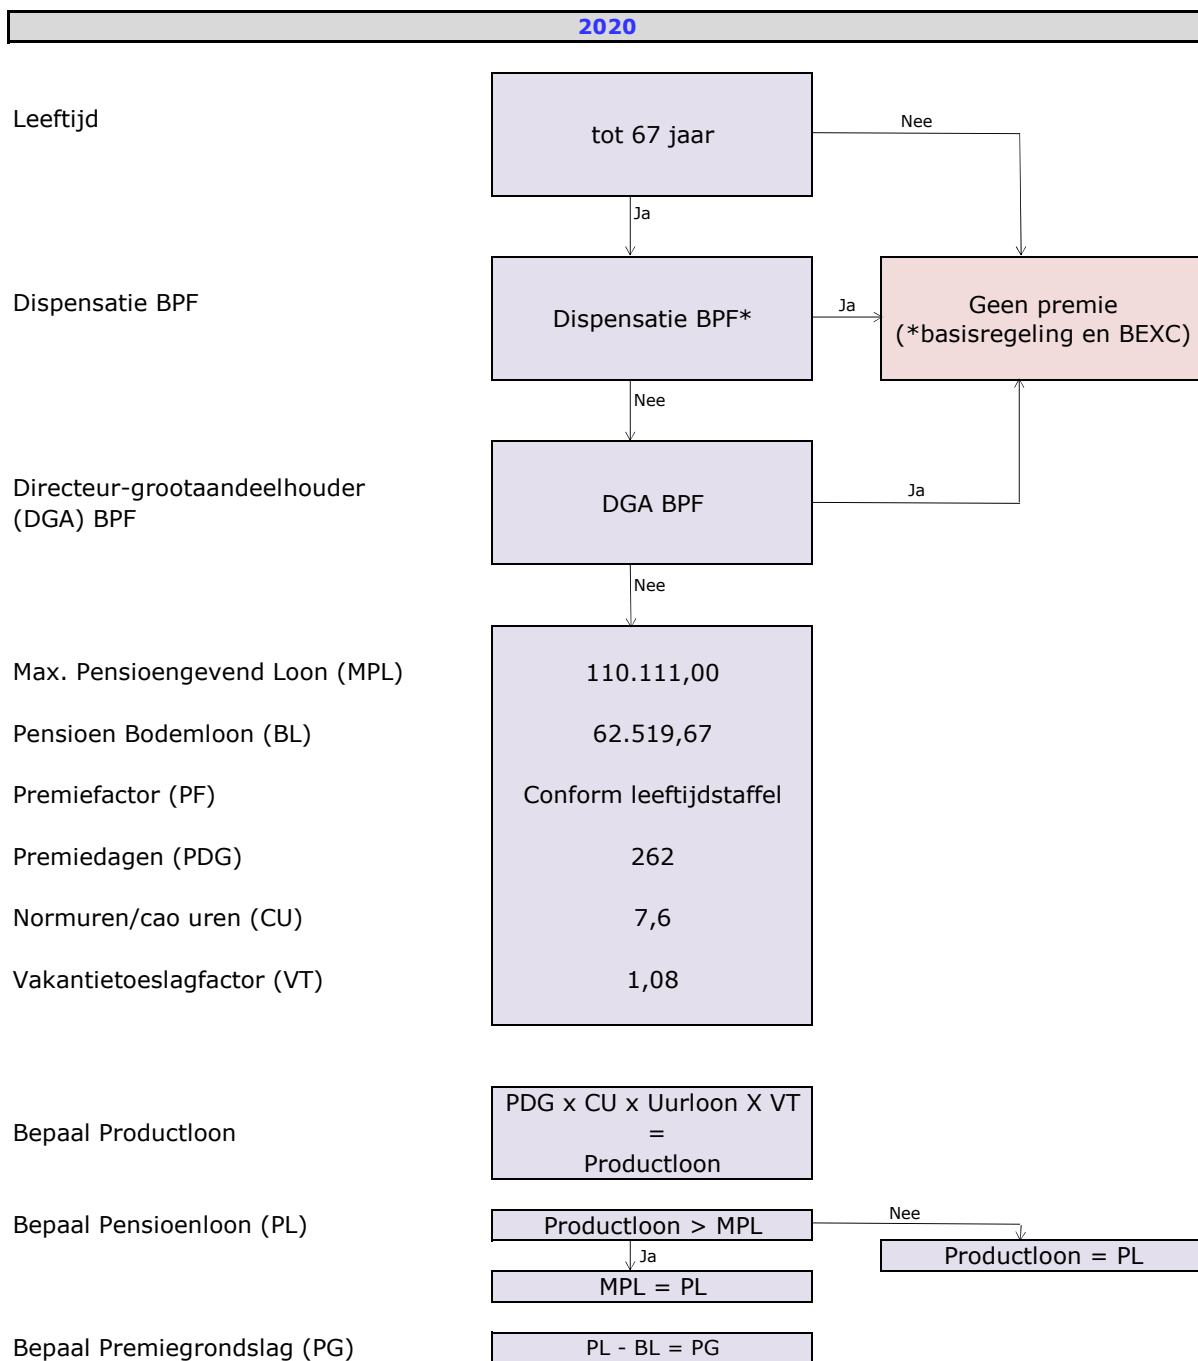 2020
Leeftijd
tot 67 jaar
Nee
Ja
Dispensatie BPF
Dispensatie BPF*
Ja
Geen premie
(*basisregeling en BEXC)
Nee
Directeur-grootaandeelhouder
(DGA) BPF
DGA BPF
Ja
Nee
Max. Pensioengevend Loon (MPL)
110.111,00
Pensioen Bodemloon (BL)
62.519,67
Premiefactor (PF)
Conform leeftijdstaffel
Premiedagen (PDG)
262
Normuren/cao uren (CU)
7,6
Vakantietoeslagfactor (VT)
1,08
Bepaal Productloon
PDG x CU x Uurloon X VT
=
Productloon
Bepaal Pensioenloon (PL)
Productloon > MPL
Nee
Ja
Productloon = PL
MPL = PL
Bepaal Premiegrondslag (PG)
PL - BL = PG